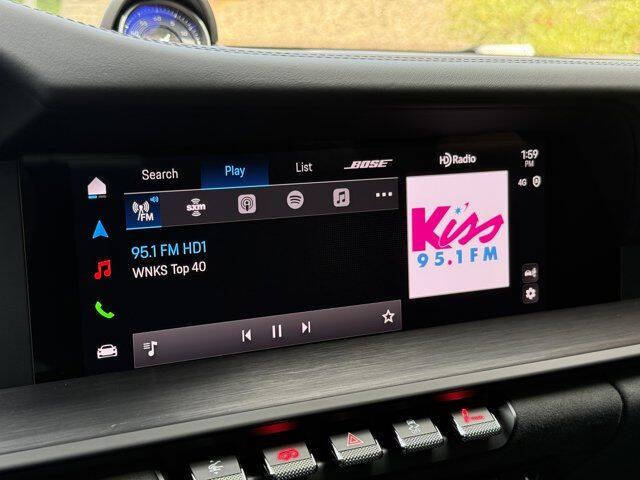 Search
Play
List
BOSE
HD Radio
1:59
PM
4G
FM
sxm
95.1 FM HD1
WNKS Top 40
Kiss
95.1 FM